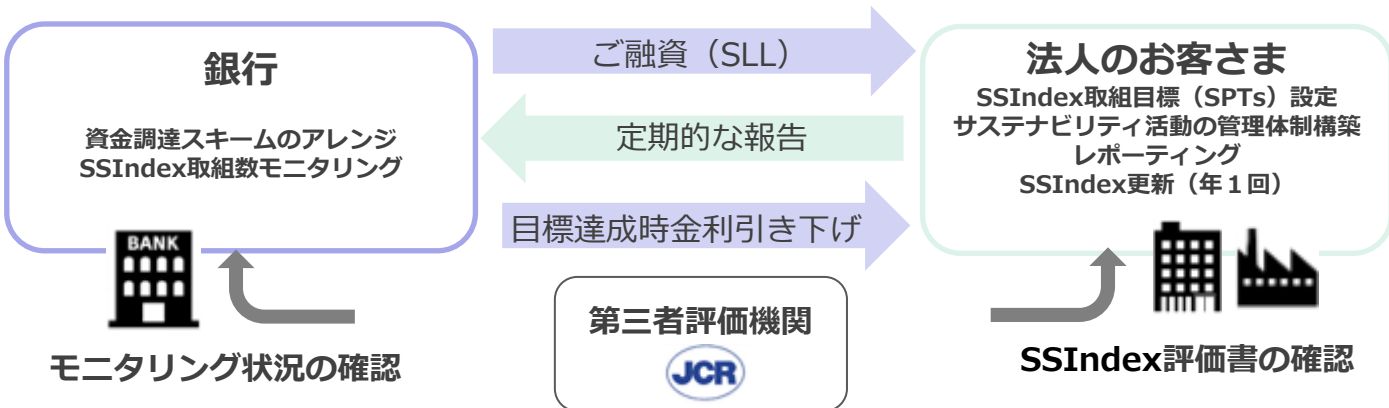 銀行
資金調達スキームのアレンジ
SSIndex取組数モニタリング
BANK
ご融資（SLL）
定期的な報告
目標達成時金利引き下げ
法人のお客さま
SSIndex取組目標（SPTs）設定
サステナビリティ活動の管理体制構築
レポーティング
SSIndex更新（年１回）
モニタリング状況の確認
第三者評価機関
JCR
SSIndex評価書の確認